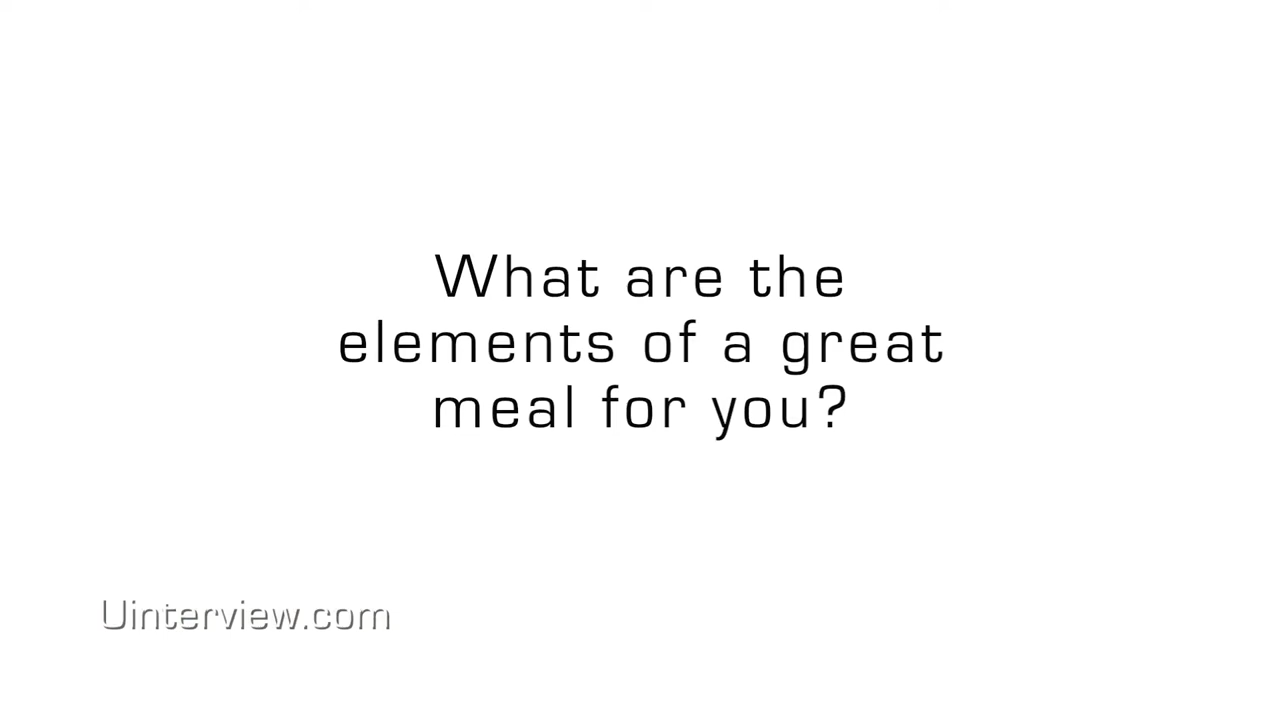 What are the
elements of a great
meal for you?
Uinterview.com